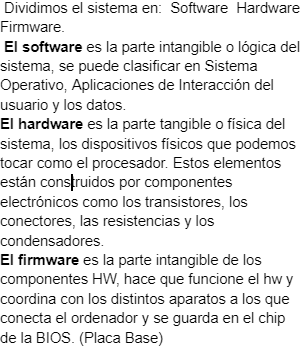 Dividimos el sistema en:  Software  Hardware
Firmware.
El software es la parte intangible o lógica del
sistema, se puede clasificar en Sistema
Operativo, Aplicaciones de Interacción del
usuario y los datos.
El hardware es la parte tangible o física del
sistema, los dispositivos físicos que podemos
tocar como el procesador. Estos elementos
están construidos por componentes
electrónicos como los transistores, los
conectores, las resistencias y los
condensadores.
El firmware es la parte intangible de los
componentes HW, hace que funcione el hw y
coordina con los distintos aparatos a los que
conecta el ordenador y se guarda en el chip
de la BIOS. (Placa Base)